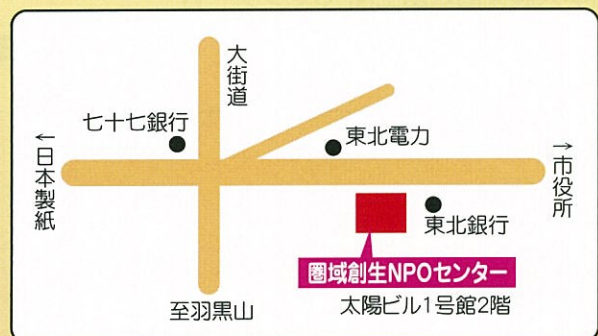 大街道
七十七銀行
東北電力
←日本製紙
→市役所
東北銀行
圏域創生NPOセンター
太陽ビル1号館2階
至羽黒山